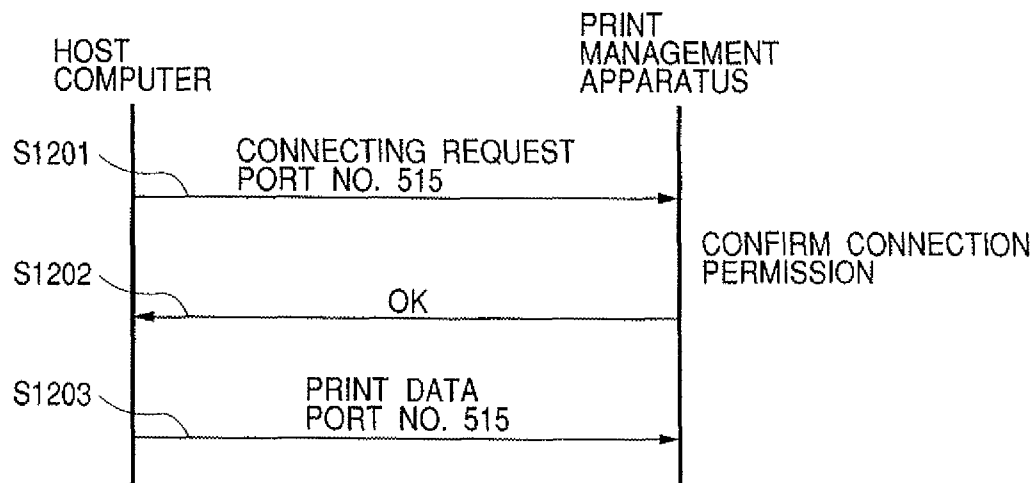 HOST
COMPUTER
PRINT
MANAGEMENT
APPARATUS
S1201
CONNECTING REQUEST
PORT NO. 515
CONFIRM CONNECTION
PERMISSION
S1202
OK
S1203
PRINT DATA
PORT NO. 515